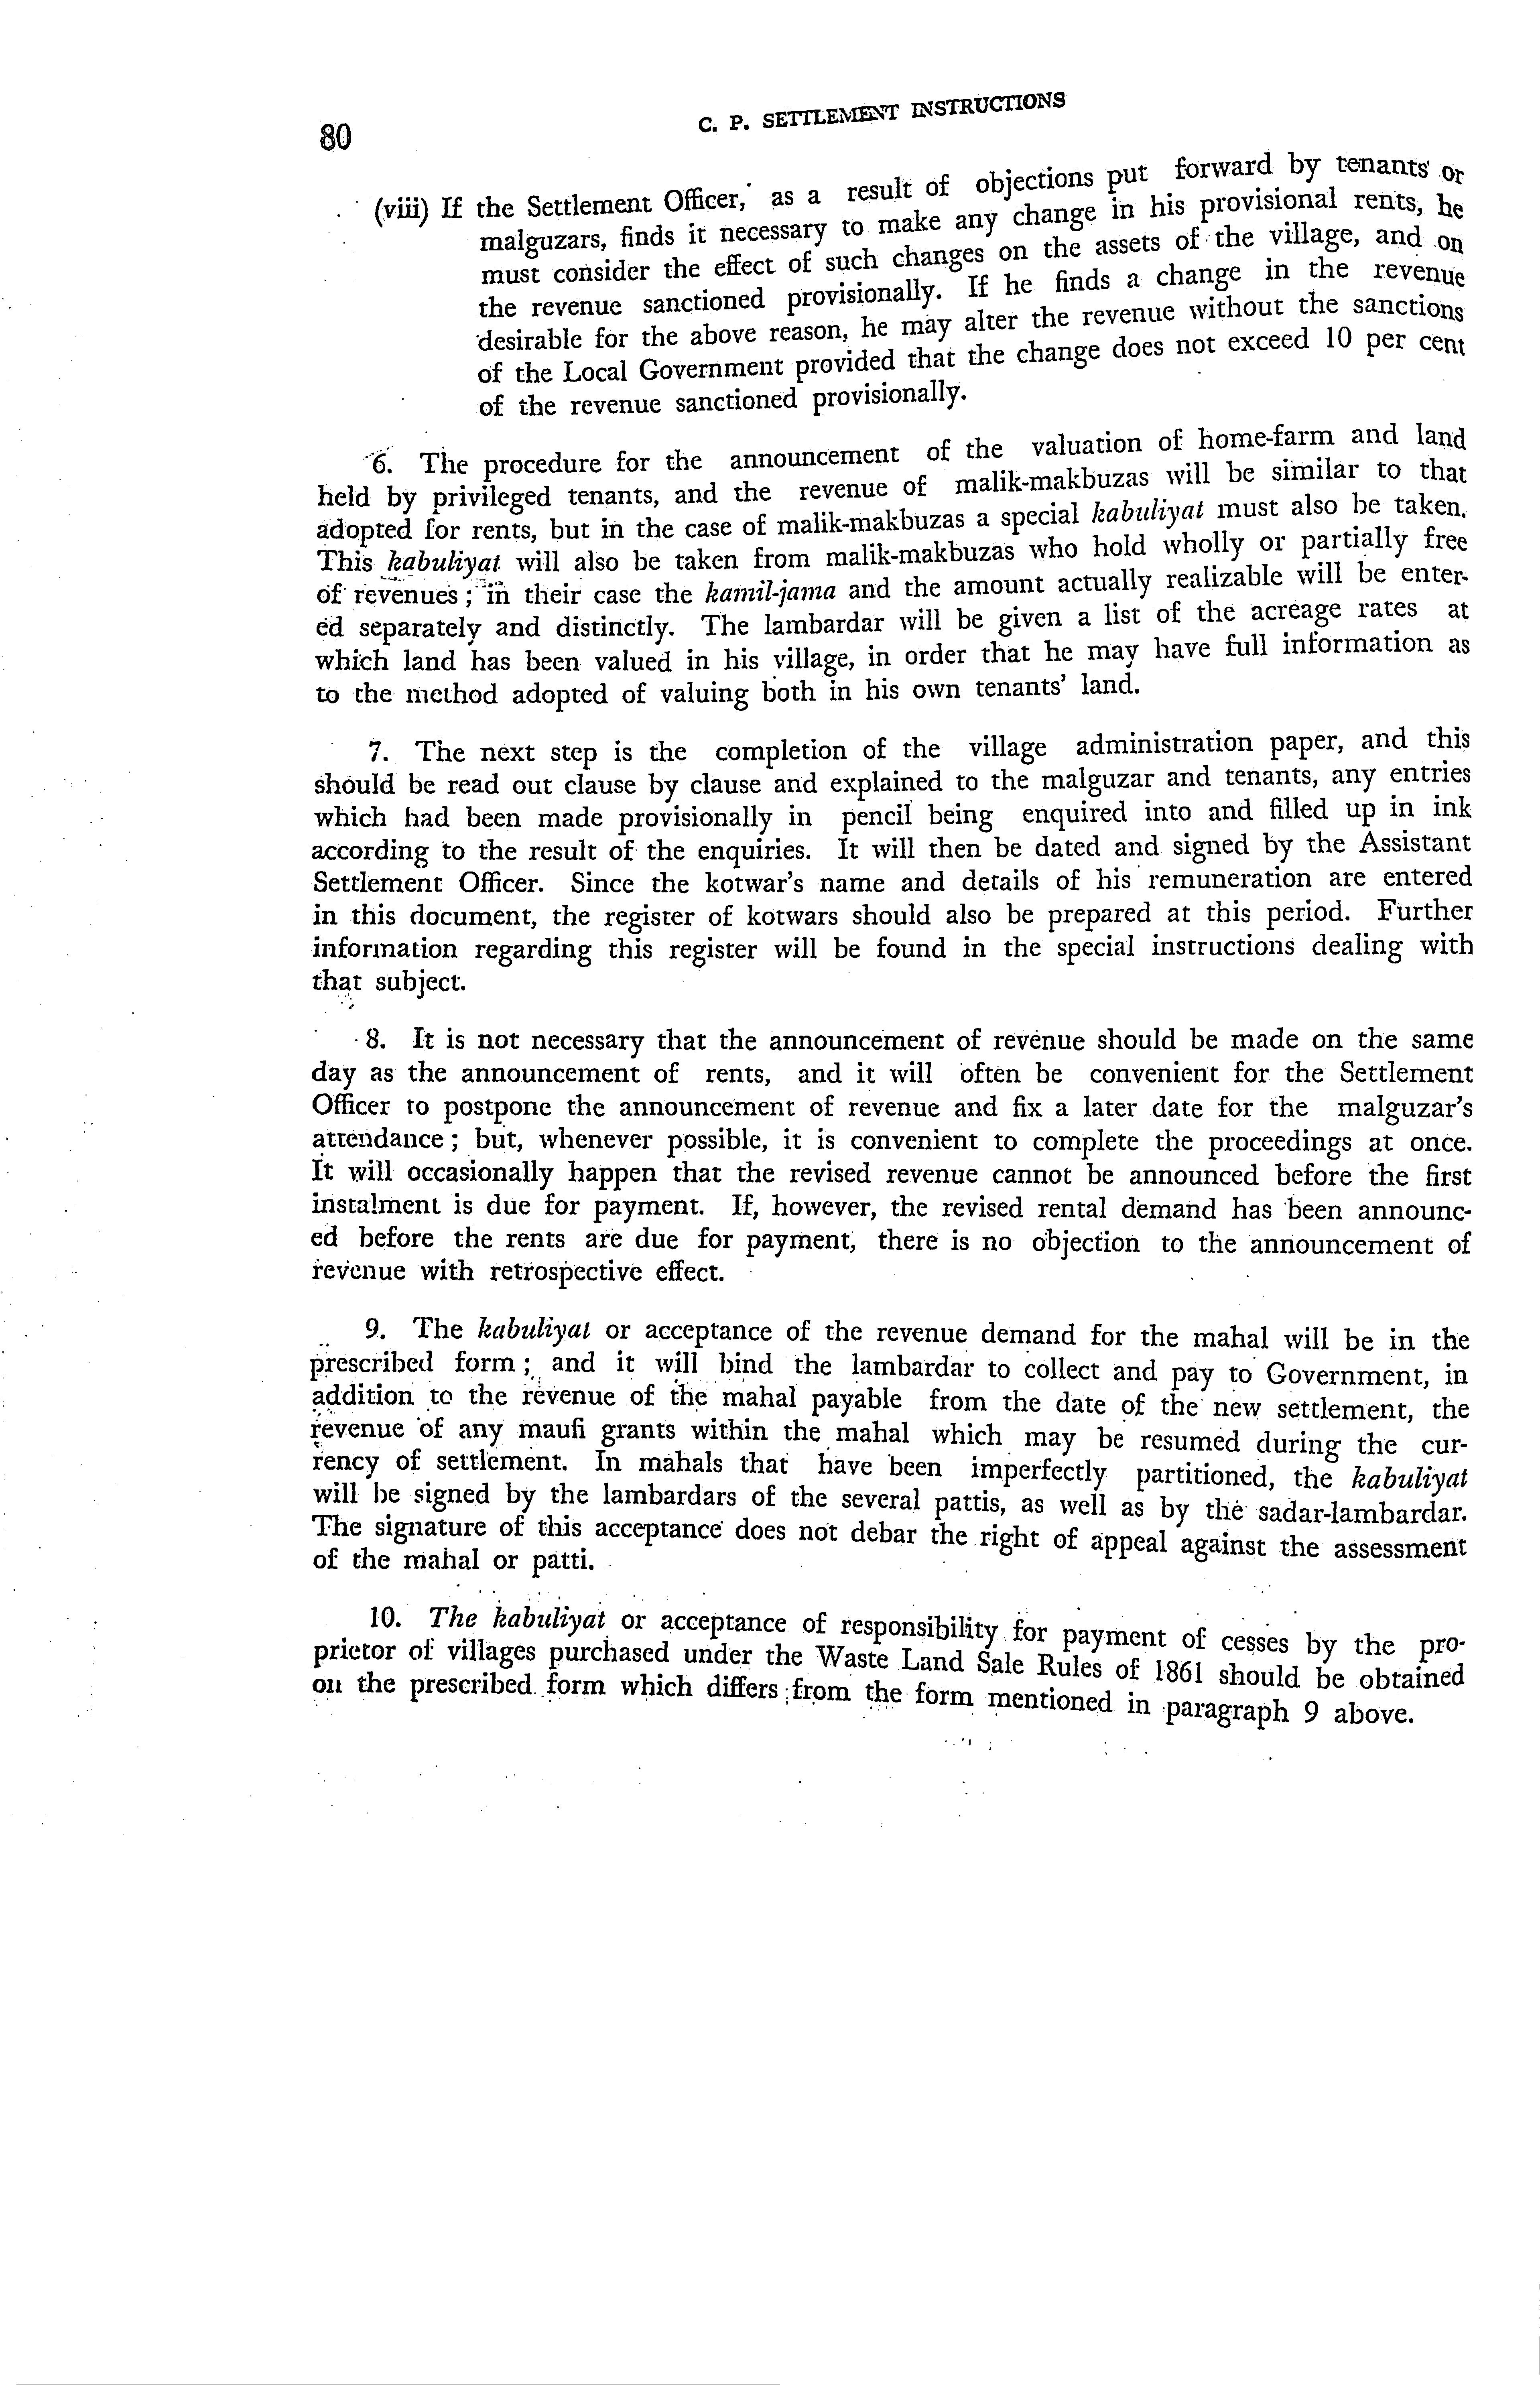 80
C. P. SETTLEMENT INSTRUCTIONS
(viii) If the Settlement Officer, as a result of objections put forward by tenants or
malguzars, finds it necessary to make any change in his provisional rents, he
must consider the effect of such changes on the assets of the village, and on
the revenue sanctioned provisionally. If he finds a change in the revenue
desirable for the above reason, he may alter the revenue without the sanctions
of the Local Government provided that the change does not exceed 10 per cent
of the revenue sanctioned provisionally.
6. The procedure for the announcement of the valuation of home-farm and land
held by privileged tenants, and the revenue of malik-makbuzas will be similar to that
adopted for rents, but in the case of malik-makbuzas a special kabuliyat must also be taken.
This kabuliyat will also be taken from malik-makbuzas who hold wholly or partially free
of revenues ; in their case the kamil-jama and the amount actually realizable will be enter-
ed separately and distinctly. The lambardar will be given a list of the acreage rates at
which land has been valued in his village, in order that he may have full information as
to the method adopted of valuing both in his own tenants' land.
7. The next step is the completion of the village administration paper, and this
should be read out clause by clause and explained to the malguzar and tenants, any entries
which had been made provisionally in pencil being enquired into and filled up in ink
according to the result of the enquiries. It will then be dated and signed by the Assistant
Settlement Officer. Since the kotwar's name and details of his remuneration are entered
in this document, the register of kotwars should also be prepared at this period. Further
information regarding this register will be found in the special instructions dealing with
that subject.
8. It is not necessary that the announcement of revenue should be made on the same
day as the announcement of rents, and it will often be convenient for the Settlement
Officer to postpone the announcement of revenue and fix a later date for the malguzar's
attendance ; but, whenever possible, it is convenient to complete the proceedings at once.
It will occasionally happen that the revised revenue cannot be announced before the first
instalment is due for payment. If, however, the revised rental demand has been announc-
ed before the rents are due for payment, there is no objection to the announcement of
revenue with retrospective effect.
9. The kabuliyat or acceptance of the revenue demand for the mahal will be in the
prescribed form ; and it will bind the lambardar to collect and pay to Government, in
addition to the revenue of the mahal payable from the date of the new settlement, the
revenue of any maufi grants within the mahal which may be resumed during the cur-
rency of settlement. In mahals that have been imperfectly partitioned, the kabuliyat
will be signed by the lambardars of the several pattis, as well as by the sadar-lambardar.
The signature of this acceptance does not debar the right of appeal against the assessment
of the mahal or patti.
10. The kabuliyat or acceptance of responsibility for payment of cesses by the pro-
prietor of villages purchased under the Waste Land Sale Rules of 1861 should be obtained
on the prescribed form which differs from the form mentioned in paragraph 9 above.